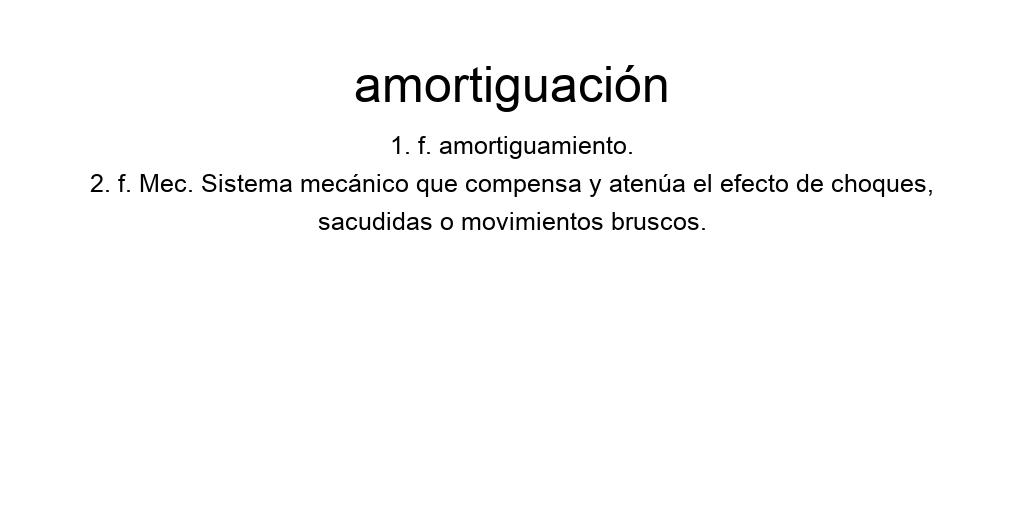 amortiguación
1. f. amortiguamiento.
2. f. Mec. Sistema mecánico que compensa y atenúa el efecto de choques,
sacudidas o movimientos bruscos.